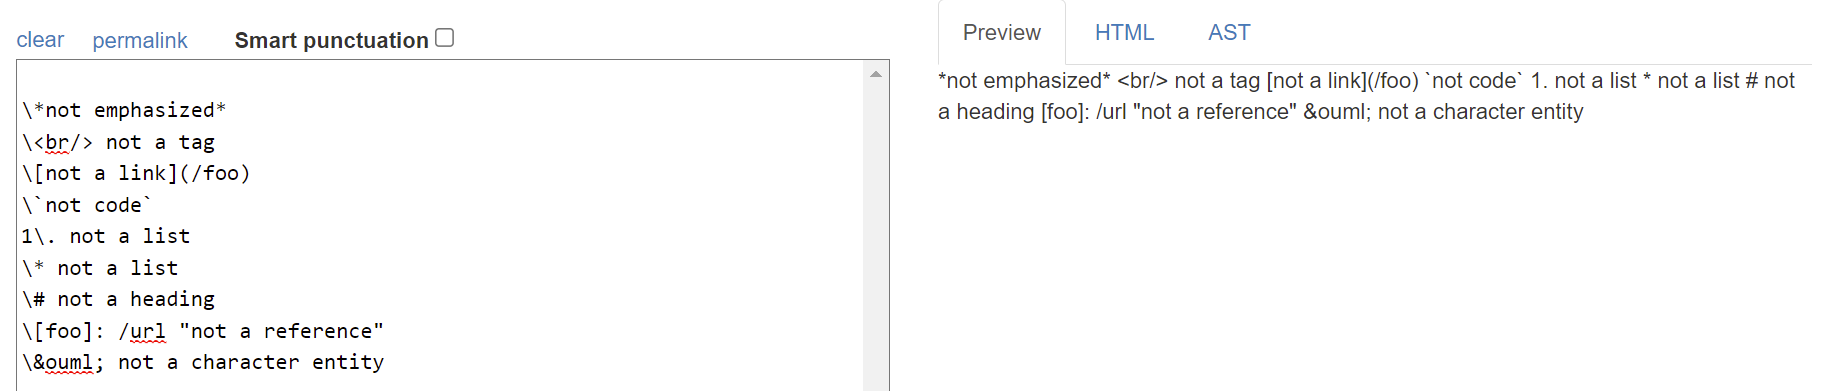 clear permalink Smart punctuation
\*not emphasized*
\<br/> not a tag
\[not a link](/foo)
\`not code`
1\. not a list
\* not a list
\# not a heading
\[foo]: /url "not a reference"
\&ouml; not a character entity
Preview HTML AST
*not emphasized* <br/> not a tag [not a link](/foo) `not code` 1. not a list * not a list # not
a heading [foo]: /url "not a reference" &ouml; not a character entity